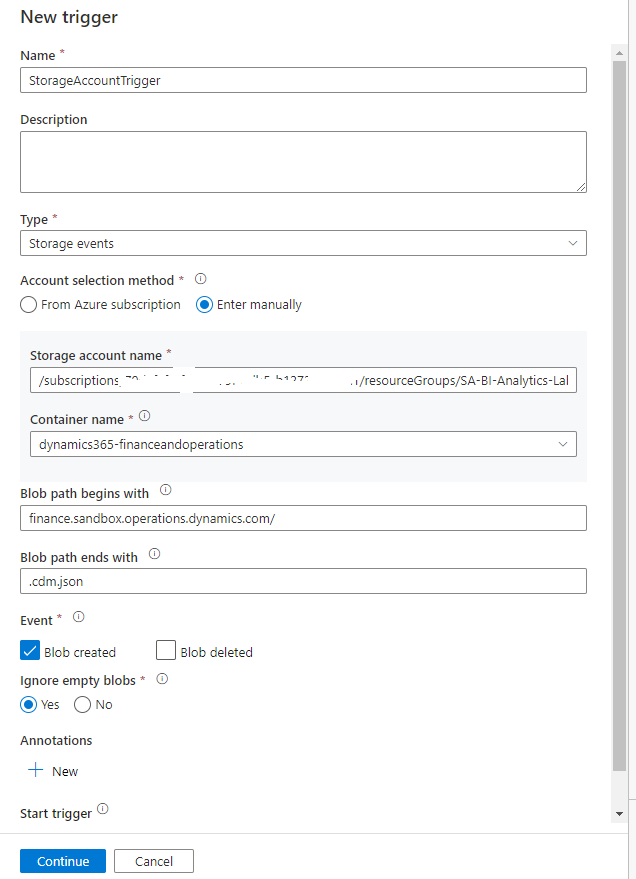 New trigger
Name *
StorageAccountTrigger
Description
Type *
Storage events
Account selection method *
From Azure subscription Enter manually
Storage account name *
/subscriptions /resourceGroups/SA-BI-Analytics-Lal
Container name *
dynamics365-financeandoperations
Blob path begins with
finance.sandbox.operations.dynamics.com/
Blob path ends with
.cdm.json
Event *
Blob created Blob deleted
Ignore empty blobs *
Yes No
Annotations
New
Start trigger
Continue Cancel